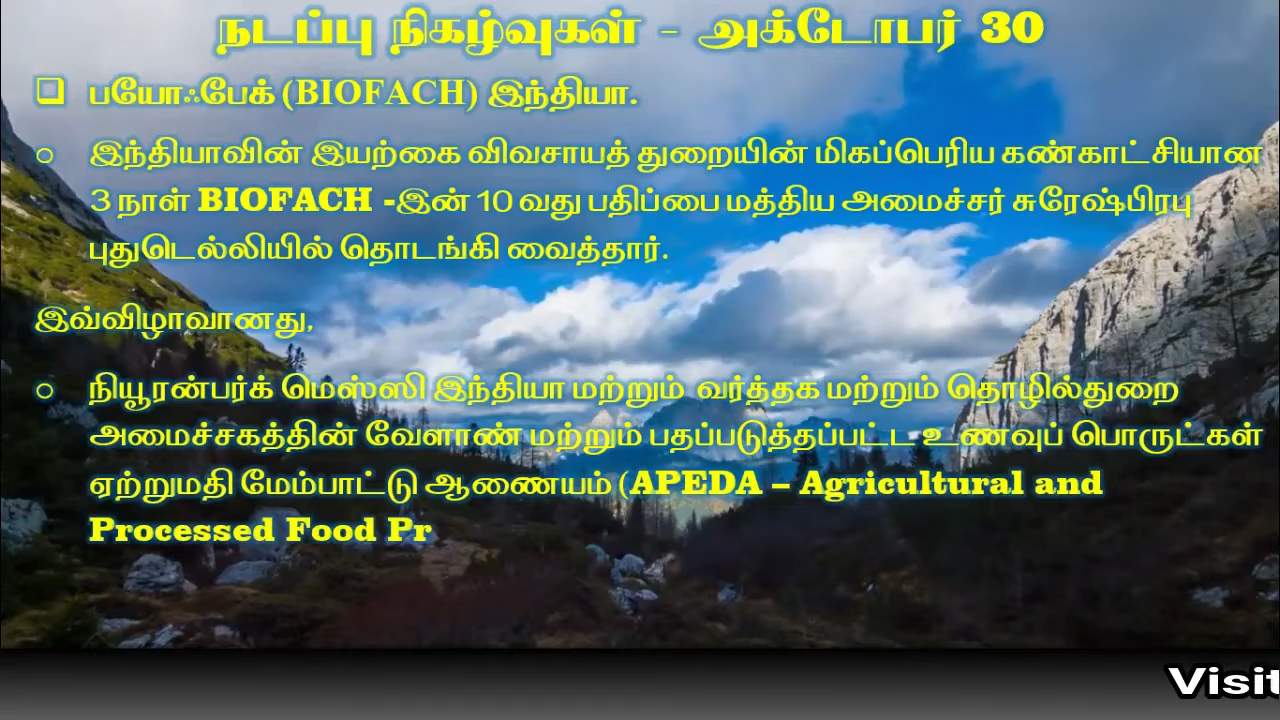 நடப்பு நிகழ்வுகள் - அக்டோபர் 30
பயோஃபேக் (BIOFACH) இந்தியா.
இந்தியாவின் இயற்கை விவசாயத் துறையின் மிகப்பெரிய கண்காட்சியான
3 நாள் BIOFACH -இன் 10 வது பதிப்பை மத்திய அமைச்சர் சுரேஷ்பிரபு
புதுடெல்லியில் தொடங்கி வைத்தார்.
இவ்விழாவானது,
நியூரன்பர்க் மெஸ்ஸி இந்தியா மற்றும் வர்த்தக மற்றும் தொழில்துறை
அமைச்சகத்தின் வேளாண் மற்றும் பதப்படுத்தப்பட்ட உணவுப் பொருட்கள்
ஏற்றுமதி மேம்பாட்டு ஆணையம் (APEDA – Agricultural and
Processed Food Pr
Visit